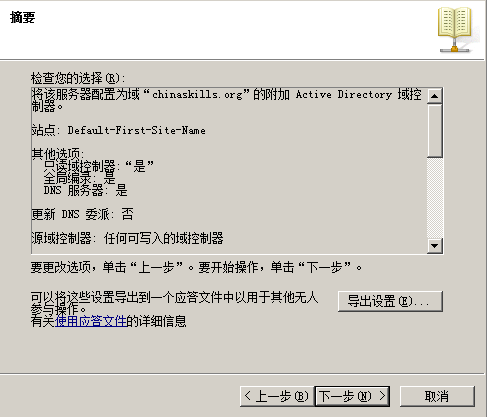 摘要
检查您的选择(R):
将该服务器配置为域“chinaskills.org”的附加 Active Directory 域控
制器。
站点: Default-First-Site-Name
其他选项:
只读域控制器:“是”
全局编录: 是
DNS 服务器: 是
更新 DNS 委派: 否
源域控制器: 任何可写入的域控制器
要更改选项，单击“上一步”。要开始操作，单击“下一步”。
可以将这些设置导出到一个应答文件中以用于其他无人
参与操作。
导出设置(E)...
有关使用应答文件的详细信息
< 上一步(B) 下一步(N) > 取消